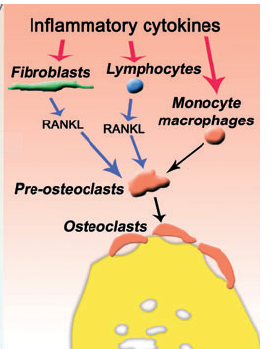 Inflammatory cytokines
Fibroblasts
Lymphocytes
Monocyte
macrophages
RANKL
RANKL
Pre-osteoclasts
Osteoclasts